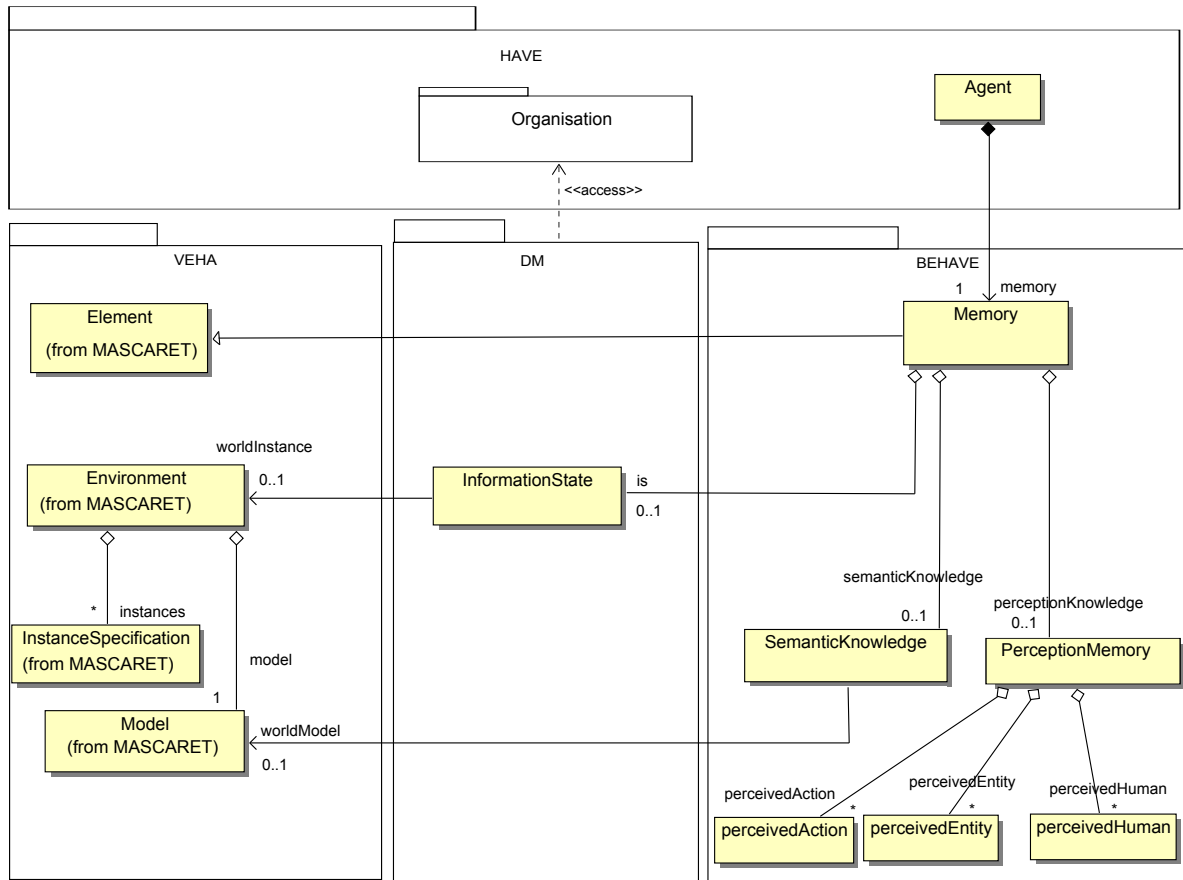 HAVE
Agent
Organisation
<<access>>
VEHA
DM
BEHAVE
1
memory
Element
(from MASCARET)
Memory
worldInstance
0..1
Environment
(from MASCARET)
InformationState
is
0..1
semanticKnowledge
0..1
perceptionKnowledge
0..1
*
instances
InstanceSpecification
(from MASCARET)
SemanticKnowledge
PerceptionMemory
model
1
Model
(from MASCARET)
worldModel
0..1
perceivedAction
*
perceivedEntity
*
perceivedHuman
*
perceivedAction
perceivedEntity
perceivedHuman